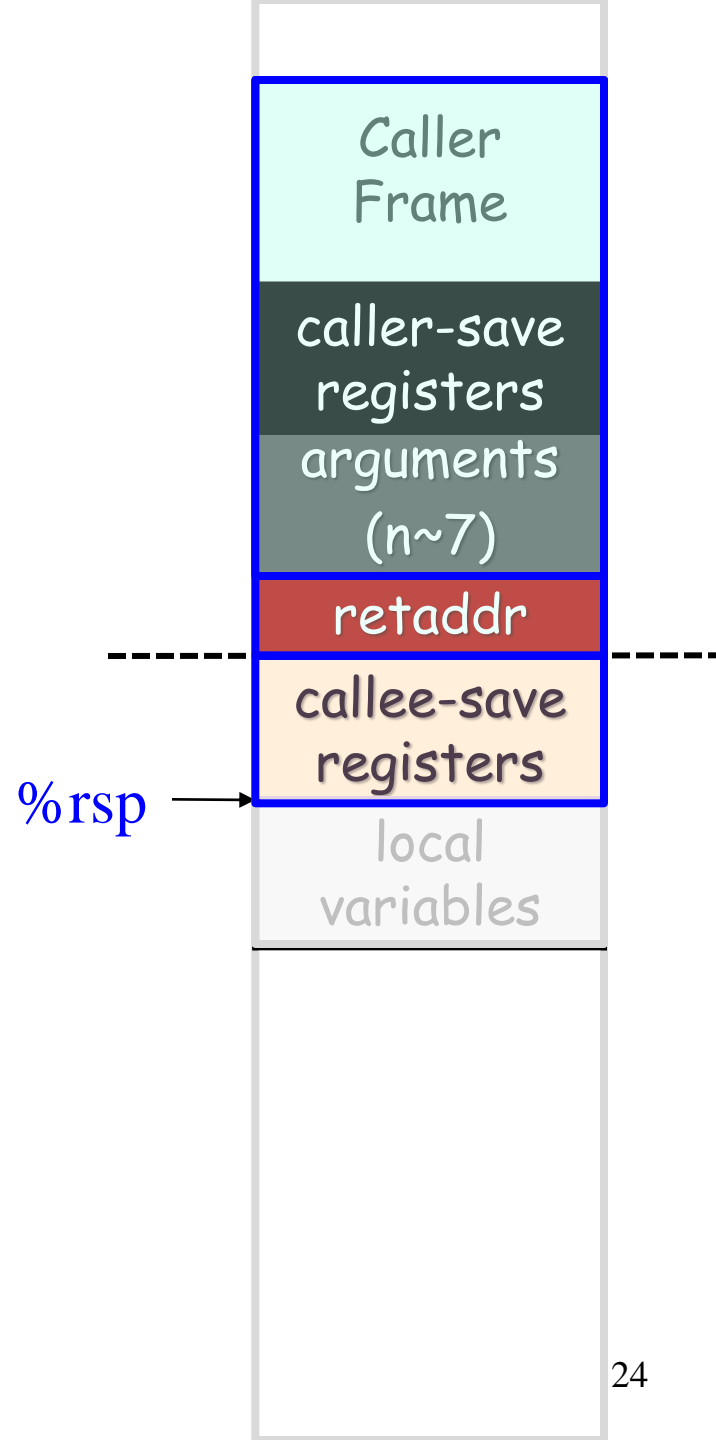 Caller
Frame
caller-save
registers
arguments
(n~7)
retaddr
callee-save
registers
%rsp
local
variables
24